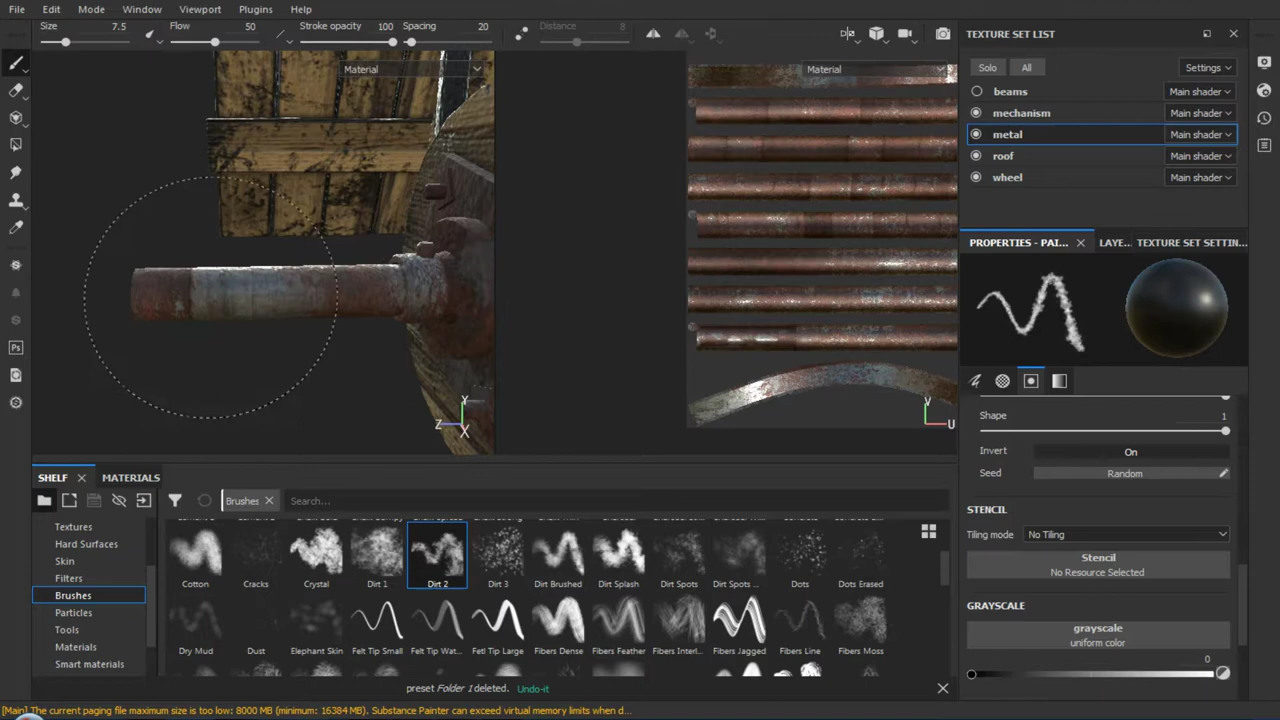 File Edit Mode Window Viewport Plugins Help
Size 7.5 Flow 50 Stroke opacity 100 Spacing 20 Distance 8
Material
Material
TEXTURE SET LIST
Solo All Settings
beams Main shader
mechanism Main shader
metal Main shader
roof Main shader
wheel Main shader
PROPERTIES - PAI... LAYE... TEXTURE SET SETTIN...
Shape 1
Invert On
Seed Random
STENCIL
Tiling mode No Tiling
Stencil
No Resource Selected
GRAYSCALE
grayscale
uniform color
0
Y
Z
X
V
U
SHELF MATERIALS
Brushes Search...
Textures
Hard Surfaces
Skin
Filters
Brushes
Particles
Tools
Materials
Smart materials
Cotton Cracks Crystal Dirt 1 Dirt 2 Dirt 3 Dirt Brushed Dirt Splash Dirt Spots Dirt Spots ... Dots Dots Erased
Dry Mud Dust Elephant Skin Felt Tip Small Felt Tip Wat... Fetl Tip Large Fibers Dense Fibers Feather Fibers Interl... Fibers Jagged Fibers Line Fibers Moss
preset Folder 1 deleted. Undo-it
[Main] The current paging file maximum size is too low: 8000 MB (minimum: 16384 MB). Substance Painter can exceed virtual memory limits when d...